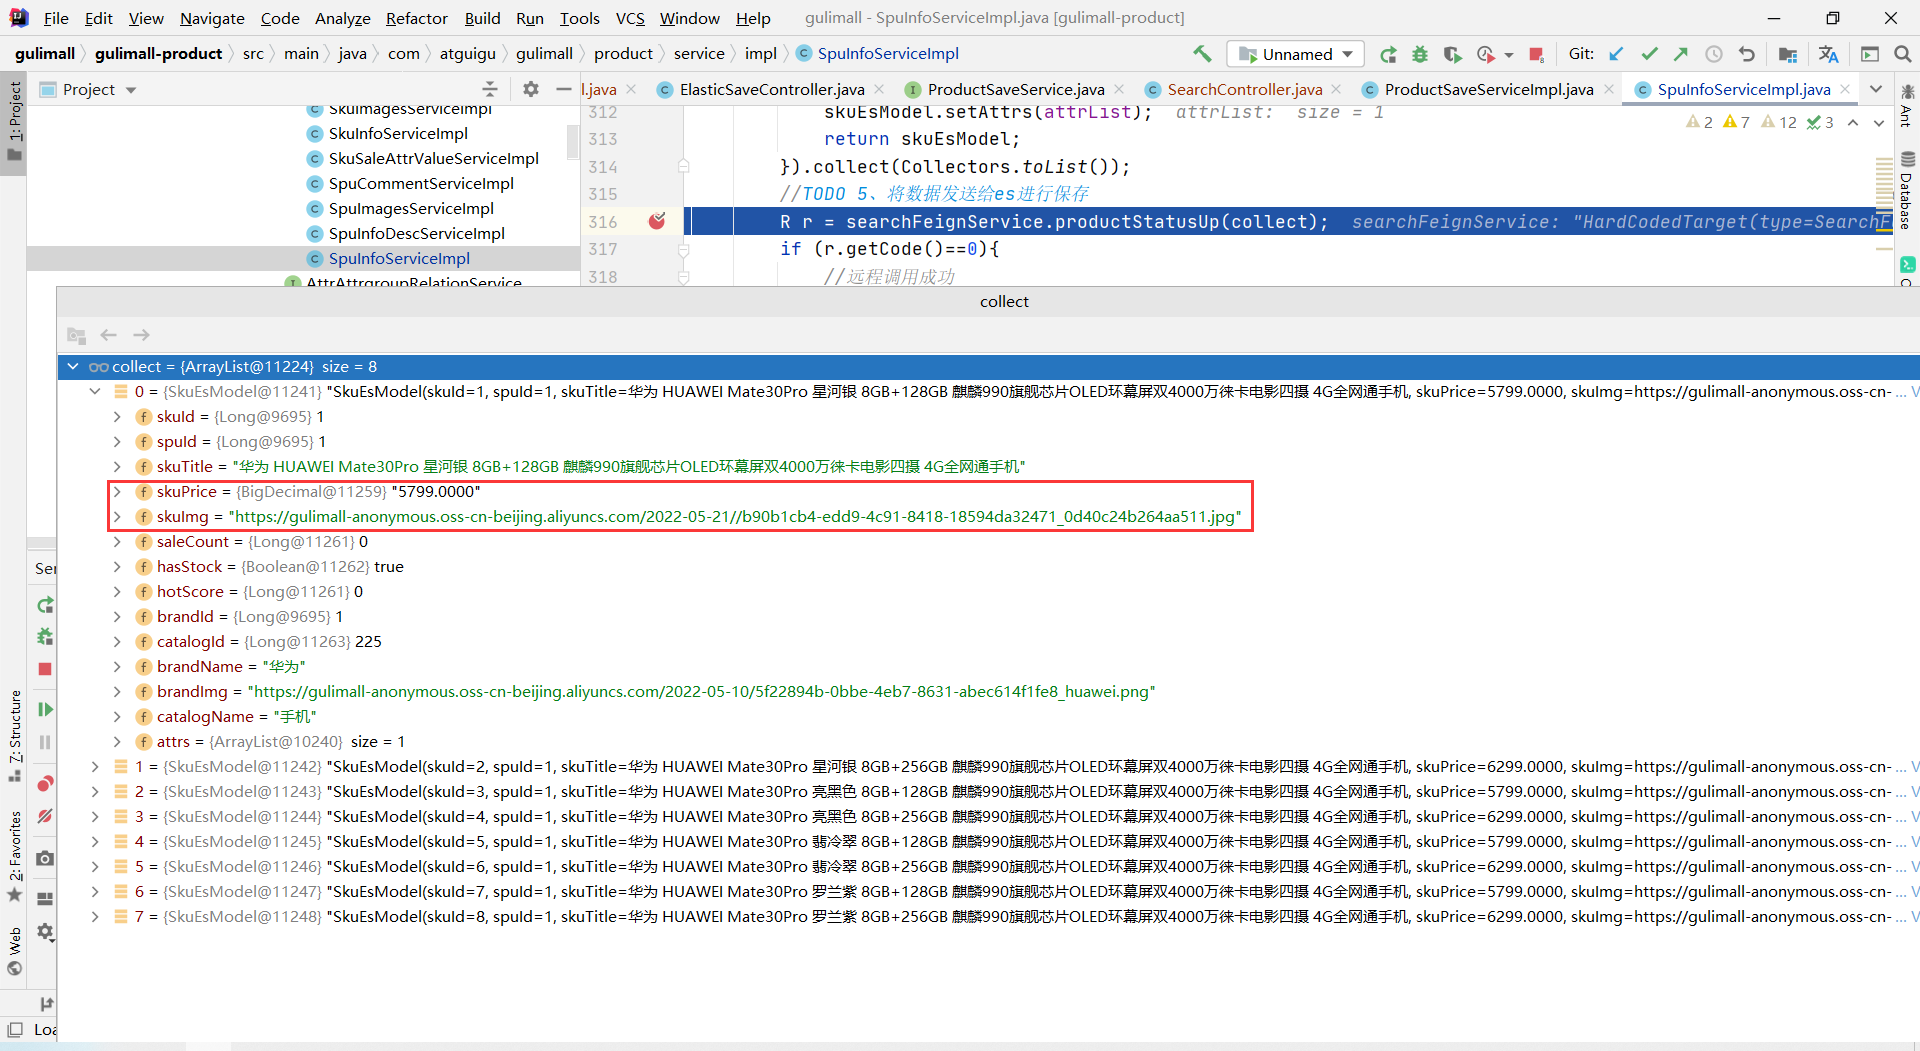 File Edit View Navigate Code Analyze Refactor Build Run Tools VCS Window Help gulimall - SpuInfoServiceImpl.java [gulimall-product]
gulimall gulimall-product src main java com atguigu gulimall product service impl SpuInfoServiceImpl Unnamed Git:
1: Project Project l.java ElasticSaveController.java ProductSaveService.java SearchController.java ProductSaveServiceImpl.java SpuInfoServiceImpl.java Ant
SkuImagesServiceImpl
SkuInfoServiceImpl
SkuSaleAttrValueServiceImpl
SpuCommentServiceImpl
SpuImagesServiceImpl
SpuInfoDescServiceImpl
SpuInfoServiceImpl
AttrAttrgroupRelationService
312 skuEsModel.setAttrs(attrList); attrList: size = 1
2 7 12 3
313 return skuEsModel;
314 }).collect(Collectors.toList());
315 //TODO 5、将数据发送给es进行保存
316 R r = searchFeignService.productStatusUp(collect); searchFeignService: "HardCodedTarget(type=SearchF
317 if (r.getCode()==0){
318 //远程调用成功
Database
collect
collect = {ArrayList@11224} size = 8
0 = {SkuEsModel@11241} "SkuEsModel(skuId=1, spuId=1, skuTitle=华为 HUAWEI Mate30Pro 星河银 8GB+128GB 麒麟990旗舰芯片OLED环幕屏双4000万徕卡电影四摄 4G全网通手机, skuPrice=5799.0000, skuImg=https://gulimall-anonymous.oss-cn- ... V
skuId = {Long@9695} 1
spuId = {Long@9695} 1
skuTitle = "华为 HUAWEI Mate30Pro 星河银 8GB+128GB 麒麟990旗舰芯片OLED环幕屏双4000万徕卡电影四摄 4G全网通手机"
skuPrice = {BigDecimal@11259} "5799.0000"
skuImg = "https://gulimall-anonymous.oss-cn-beijing.aliyuncs.com/2022-05-21//b90b1cb4-edd9-4c91-8418-18594da32471_0d40c24b264aa511.jpg"
saleCount = {Long@11261} 0
hasStock = {Boolean@11262} true
hotScore = {Long@11261} 0
brandId = {Long@9695} 1
catalogId = {Long@11263} 225
brandName = "华为"
brandImg = "https://gulimall-anonymous.oss-cn-beijing.aliyuncs.com/2022-05-10/5f22894b-0bbe-4eb7-8631-abec614f1fe8_huawei.png"
catalogName = "手机"
attrs = {ArrayList@10240} size = 1
1 = {SkuEsModel@11242} "SkuEsModel(skuId=2, spuId=1, skuTitle=华为 HUAWEI Mate30Pro 星河银 8GB+256GB 麒麟990旗舰芯片OLED环幕屏双4000万徕卡电影四摄 4G全网通手机, skuPrice=6299.0000, skuImg=https://gulimall-anonymous.oss-cn- ... V
2 = {SkuEsModel@11243} "SkuEsModel(skuId=3, spuId=1, skuTitle=华为 HUAWEI Mate30Pro 亮黑色 8GB+128GB 麒麟990旗舰芯片OLED环幕屏双4000万徕卡电影四摄 4G全网通手机, skuPrice=5799.0000, skuImg=https://gulimall-anonymous.oss-cn- ... V
3 = {SkuEsModel@11244} "SkuEsModel(skuId=4, spuId=1, skuTitle=华为 HUAWEI Mate30Pro 亮黑色 8GB+256GB 麒麟990旗舰芯片OLED环幕屏双4000万徕卡电影四摄 4G全网通手机, skuPrice=6299.0000, skuImg=https://gulimall-anonymous.oss-cn- ... V
4 = {SkuEsModel@11245} "SkuEsModel(skuId=5, spuId=1, skuTitle=华为 HUAWEI Mate30Pro 翡冷翠 8GB+128GB 麒麟990旗舰芯片OLED环幕屏双4000万徕卡电影四摄 4G全网通手机, skuPrice=5799.0000, skuImg=https://gulimall-anonymous.oss-cn- ... V
5 = {SkuEsModel@11246} "SkuEsModel(skuId=6, spuId=1, skuTitle=华为 HUAWEI Mate30Pro 翡冷翠 8GB+256GB 麒麟990旗舰芯片OLED环幕屏双4000万徕卡电影四摄 4G全网通手机, skuPrice=6299.0000, skuImg=https://gulimall-anonymous.oss-cn- ... V
6 = {SkuEsModel@11247} "SkuEsModel(skuId=7, spuId=1, skuTitle=华为 HUAWEI Mate30Pro 罗兰紫 8GB+128GB 麒麟990旗舰芯片OLED环幕屏双4000万徕卡电影四摄 4G全网通手机, skuPrice=5799.0000, skuImg=https://gulimall-anonymous.oss-cn- ... V
7 = {SkuEsModel@11248} "SkuEsModel(skuId=8, spuId=1, skuTitle=华为 HUAWEI Mate30Pro 罗兰紫 8GB+256GB 麒麟990旗舰芯片OLED环幕屏双4000万徕卡电影四摄 4G全网通手机, skuPrice=6299.0000, skuImg=https://gulimall-anonymous.oss-cn- ... V
Ser
7: Structure
2: Favorites
Web
Loa